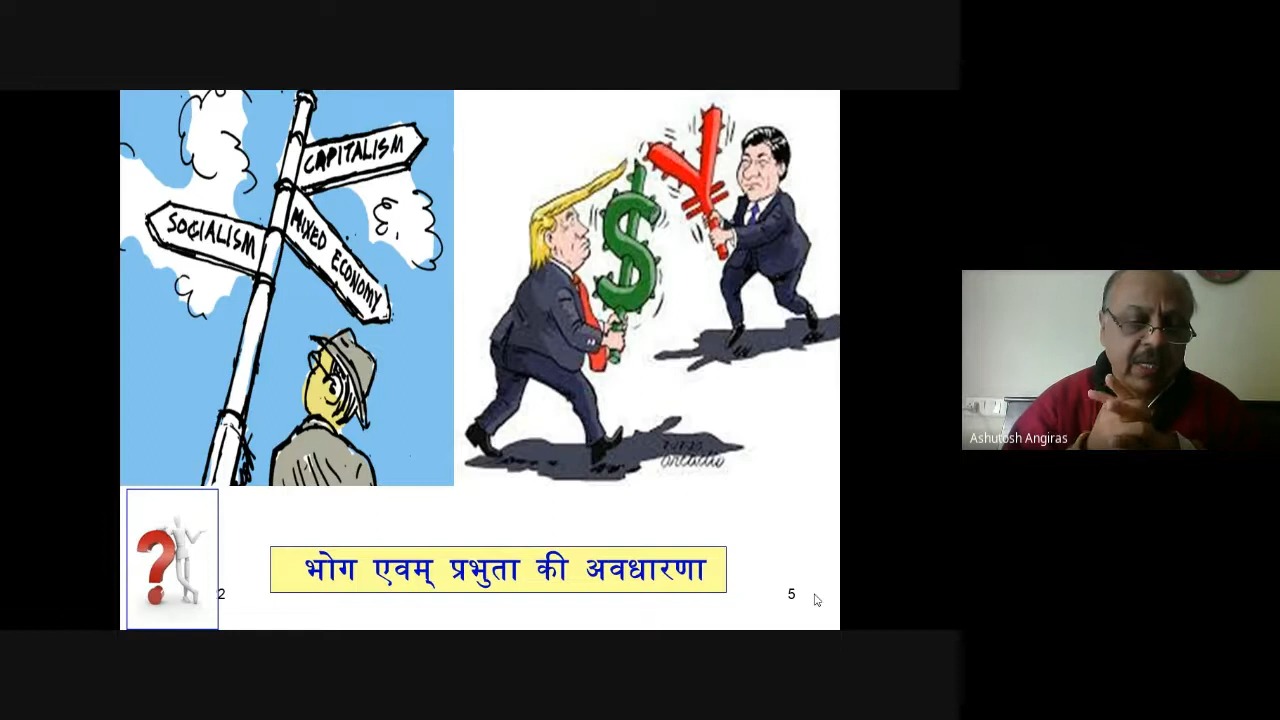 CAPITALISM
SOCIALISM
MIXED ECONOMY
$
¥
?
भोग एवम् प्रभुता की अवधारणा
2
5
Ashutosh Angiras